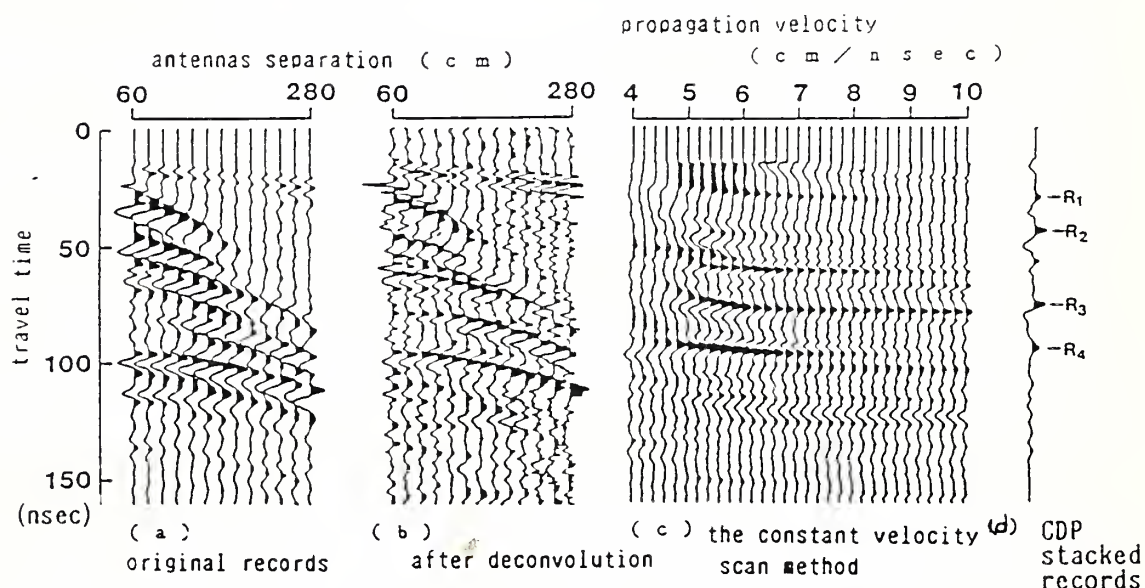 propagation velocity
antennas separation ( c m )
( c m / n s e c )
60 280 60 280 4 5 6 7 8 9 10
0
50
100
150
(nsec)
travel time
R1
R2
R3
R4
( a )
original records
( b )
after deconvolution
( c ) the constant velocity
scan method
(d) CDP
stacked
records